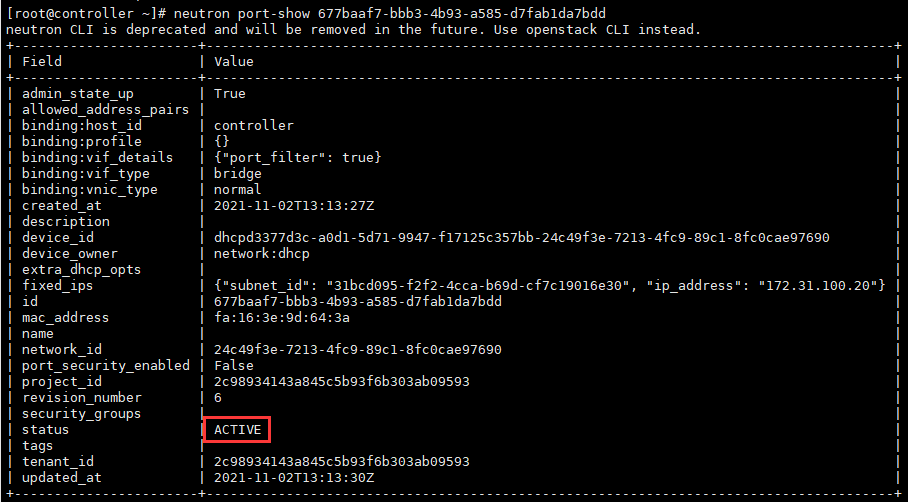 [root@controller ~]# neutron port-show 677baaf7-bbb3-4b93-a585-d7fab1da7bdd
neutron CLI is deprecated and will be removed in the future. Use openstack CLI instead.
+-----------------------+--------------------------------------------------------------------------------------+
| Field                 | Value                                                                                |
+-----------------------+--------------------------------------------------------------------------------------+
| admin_state_up        | True                                                                                 |
| allowed_address_pairs |                                                                                      |
| binding:host_id       | controller                                                                           |
| binding:profile       | {}                                                                                   |
| binding:vif_details   | {"port_filter": true}                                                                |
| binding:vif_type      | bridge                                                                               |
| binding:vnic_type     | normal                                                                               |
| created_at            | 2021-11-02T13:13:27Z                                                                 |
| description           |                                                                                      |
| device_id             | dhcpd3377d3c-a0d1-5d71-9947-f17125c357bb-24c49f3e-7213-4fc9-89c1-8fc0cae97690        |
| device_owner          | network:dhcp                                                                         |
| extra_dhcp_opts       |                                                                                      |
| fixed_ips             | {"subnet_id": "31bcd095-f2f2-4cca-b69d-cf7c19016e30", "ip_address": "172.31.100.20"} |
| id                    | 677baaf7-bbb3-4b93-a585-d7fab1da7bdd                                                 |
| mac_address           | fa:16:3e:9d:64:3a                                                                    |
| name                  |                                                                                      |
| network_id            | 24c49f3e-7213-4fc9-89c1-8fc0cae97690                                                 |
| port_security_enabled | False                                                                                |
| project_id            | 2c98934143a845c5b93f6b303ab09593                                                     |
| revision_number       | 6                                                                                    |
| security_groups       |                                                                                      |
| status                | ACTIVE                                                                               |
| tags                  |                                                                                      |
| tenant_id             | 2c98934143a845c5b93f6b303ab09593                                                     |
| updated_at            | 2021-11-02T13:13:30Z                                                                 |
+-----------------------+--------------------------------------------------------------------------------------+